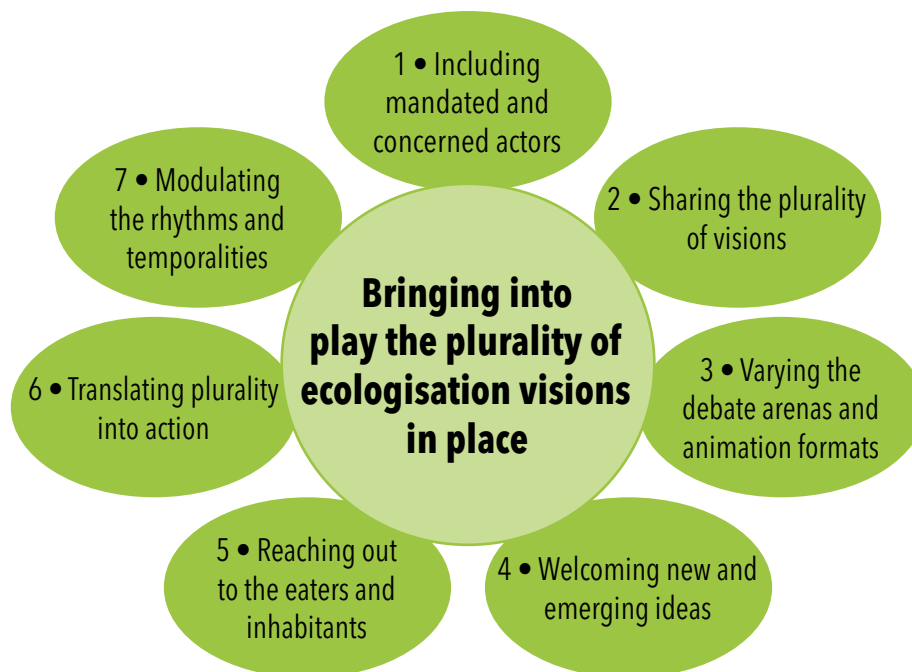 1 • Including
mandated and
concerned actors
2 • Sharing the plurality
of visions
3 • Varying the
debate arenas and
animation formats
4 • Welcoming new and
emerging ideas
5 • Reaching out
to the eaters and
inhabitants
6 • Translating plurality
into action
7 • Modulating
the rhythms and
temporalities
Bringing into
play the plurality of
ecologisation visions
in place